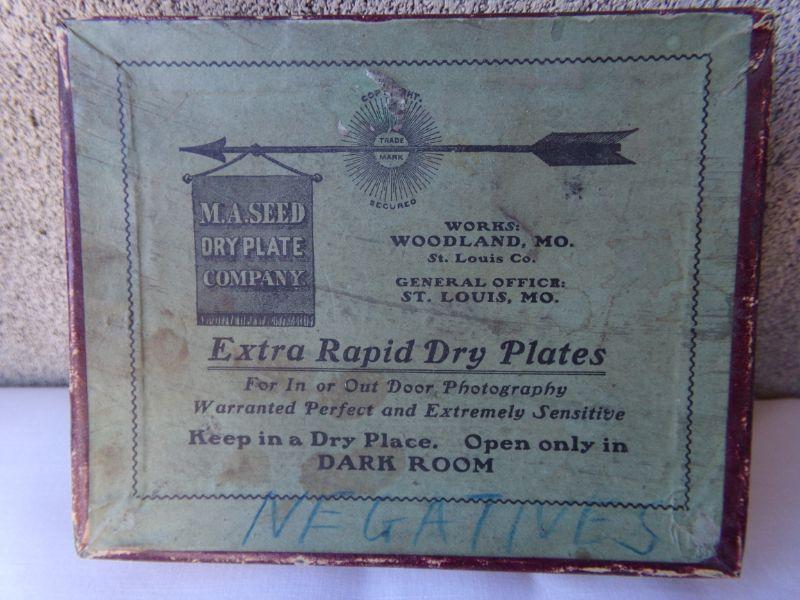 COPYRIGHT.
TRADE
MARK
SECURED
M.A.SEED
DRY PLATE
COMPANY
WORKS:
WOODLAND, MO.
St. Louis Co.
GENERAL OFFICE:
ST. LOUIS, MO.
Extra Rapid Dry Plates
For In or Out Door Photography
Warranted Perfect and Extremely Sensitive
Keep in a Dry Place. Open only in
DARK ROOM
NEGATIVES